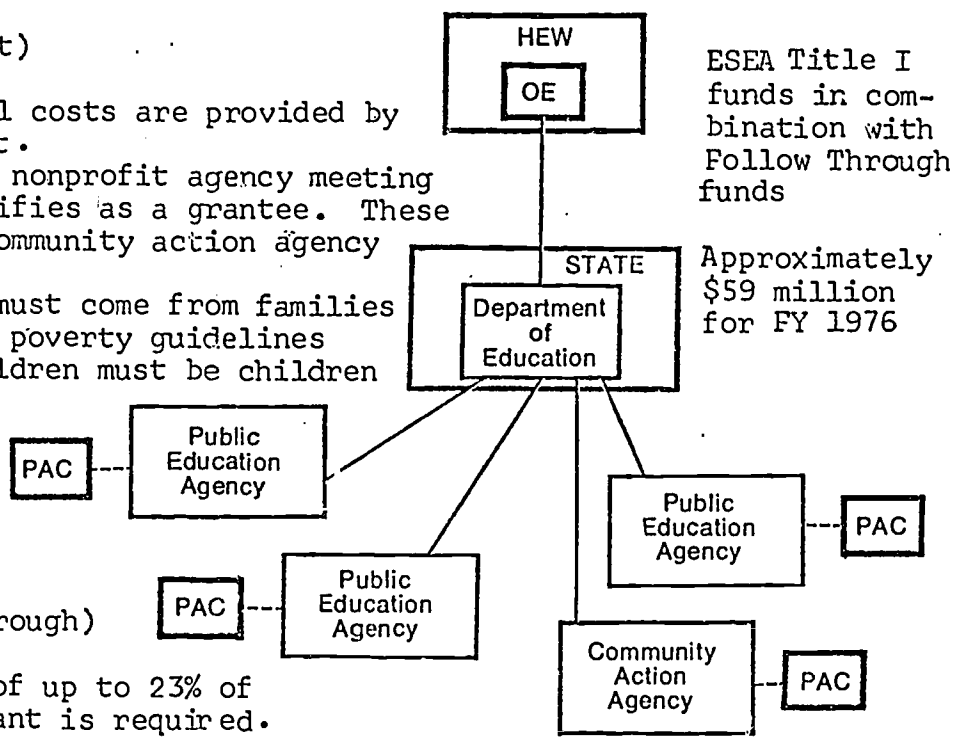 t)
l costs are provided by
t.
nonprofit agency meeting
ifies as a grantee. These
ommunity action agency
must come from families
poverty guidelines
ldren must be children
HEW
OE
ESEA Title I
funds in com-
bination with
Follow Through
funds
Approximately
$59 million
for FY 1976
STATE
Department
of
Education
PAC
Public
Education
Agency
PAC
Public
Education
Agency
Public
Education
Agency
PAC
Community
Action
Agency
PAC
rough)
of up to 23% of
ant is required.